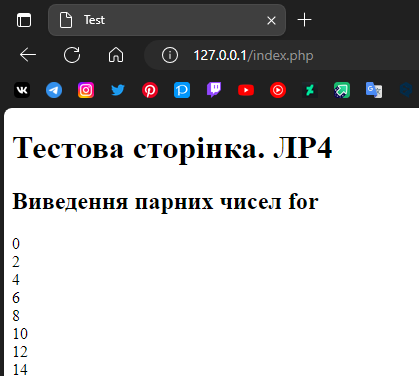 Test
127.0.0.1/index.php
Тестова сторінка. ЛР4
Виведення парних чисел for
0
2
4
6
8
10
12
14